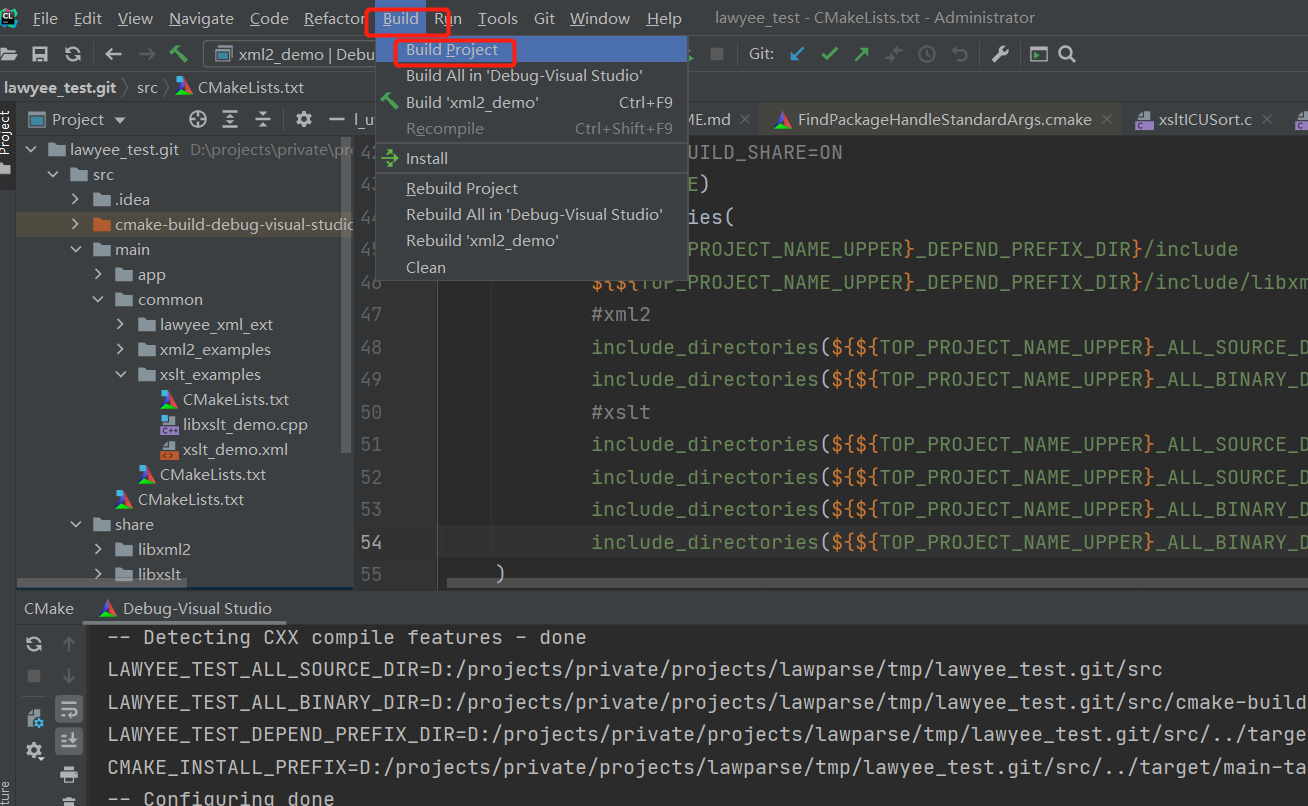 File Edit View Navigate Code Refactor Build Run Tools Git Window Help lawyee_test - CMakeLists.txt - Administrator
xml2_demo | Debu Git:
lawyee_test.git src CMakeLists.txt
Build Project
Build All in 'Debug-Visual Studio'
Build 'xml2_demo' Ctrl+F9
Recompile Ctrl+Shift+F9
Install
Rebuild Project
Rebuild All in 'Debug-Visual Studio'
Rebuild 'xml2_demo'
Clean
Project
Project l_u ME.md FindPackageHandleStandardArgs.cmake xsltICUSort.c
lawyee_test.git D:\projects\private\pr
src
.idea
cmake-build-debug-visual-studio
main
app
common
lawyee_xml_ext
xml2_examples
xslt_examples
CMakeLists.txt
libxslt_demo.cpp
xslt_demo.xml
CMakeLists.txt
CMakeLists.txt
share
libxml2
libxslt
42 UILD_SHARE=ON
43 E)
44 ies(
45 PROJECT_NAME_UPPER}_DEPEND_PREFIX_DIR}/include
46 ${${TOP_PROJECT_NAME_UPPER}_DEPEND_PREFIX_DIR}/include/libxm
47 #xml2
48 include_directories(${${TOP_PROJECT_NAME_UPPER}_ALL_SOURCE_D
49 include_directories(${${TOP_PROJECT_NAME_UPPER}_ALL_BINARY_D
50 #xslt
51 include_directories(${${TOP_PROJECT_NAME_UPPER}_ALL_SOURCE_D
52 include_directories(${${TOP_PROJECT_NAME_UPPER}_ALL_SOURCE_D
53 include_directories(${${TOP_PROJECT_NAME_UPPER}_ALL_BINARY_D
54 include_directories(${${TOP_PROJECT_NAME_UPPER}_ALL_BINARY_D
55 )
CMake Debug-Visual Studio
-- Detecting CXX compile features - done
LAWYEE_TEST_ALL_SOURCE_DIR=D:/projects/private/projects/lawparse/tmp/lawyee_test.git/src
LAWYEE_TEST_ALL_BINARY_DIR=D:/projects/private/projects/lawparse/tmp/lawyee_test.git/src/cmake-build
LAWYEE_TEST_DEPEND_PREFIX_DIR=D:/projects/private/projects/lawparse/tmp/lawyee_test.git/src/../targe
CMAKE_INSTALL_PREFIX=D:/projects/private/projects/lawparse/tmp/lawyee_test.git/src/../target/main-ta
-- Configuring done